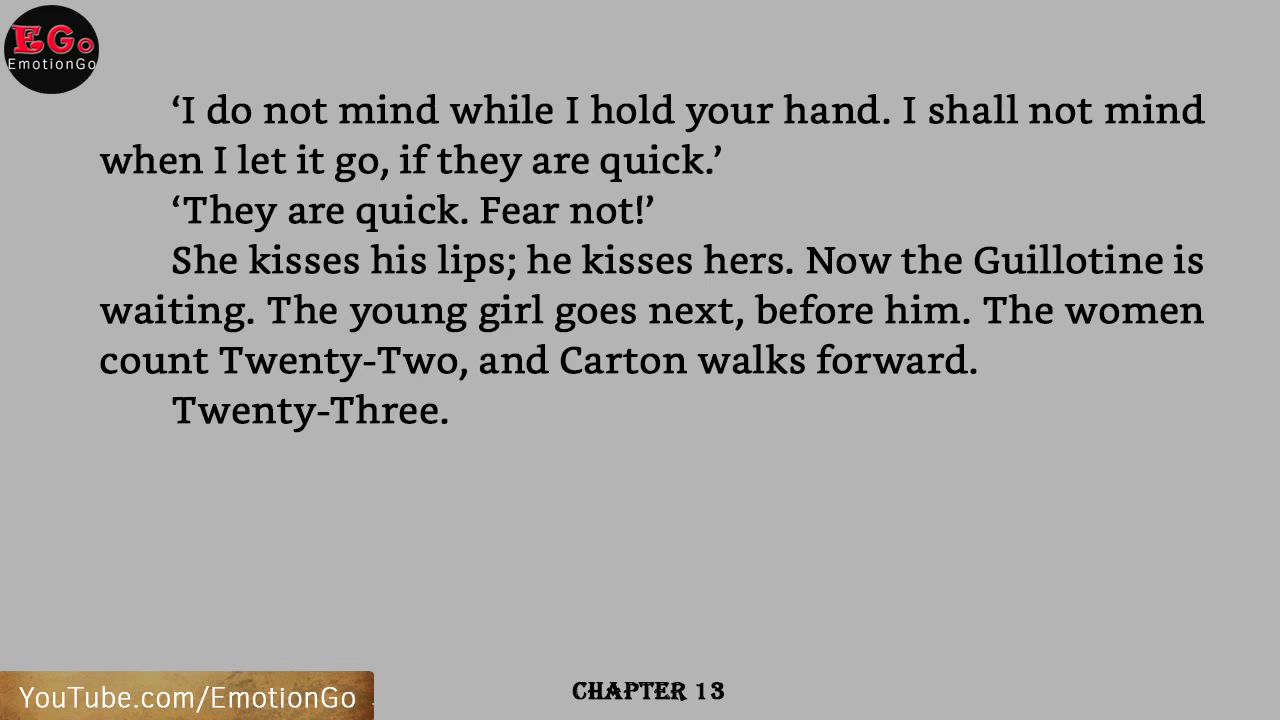 EGo
EmotionGo
‘I do not mind while I hold your hand. I shall not mind
when I let it go, if they are quick.’
‘They are quick. Fear not!’
She kisses his lips; he kisses hers. Now the Guillotine is
waiting. The young girl goes next, before him. The women
count Twenty-Two, and Carton walks forward.
Twenty-Three.
YouTube.com/EmotionGo
CHAPTER 13